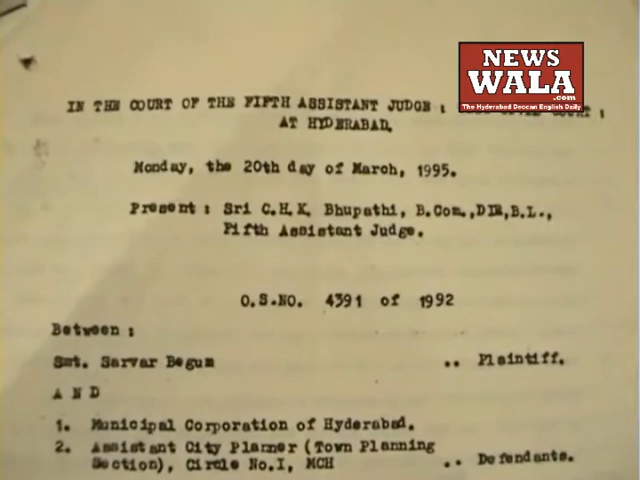 NEWS
WALA
.com
The Hyderabad Deccan English Daily
IN THE COURT OF THE FIFTH ASSISTANT JUDGE : COURT :
AT HYDERABAD.
Monday, the 20th day of March, 1995.
Present : Sri C.H.K. Bhupathi, B.Com.,DIR,B.L.,
Fifth Assistant Judge.
O.S.NO. 4391 of 1992
Between :
Smt. Sarvar Begum .. Plaintiff.
A N D
1. Municipal Corporation of Hyderabad.
2. Assistant City Planner (Town Planning
Section), Circle No.I, MCH .. Defendants.